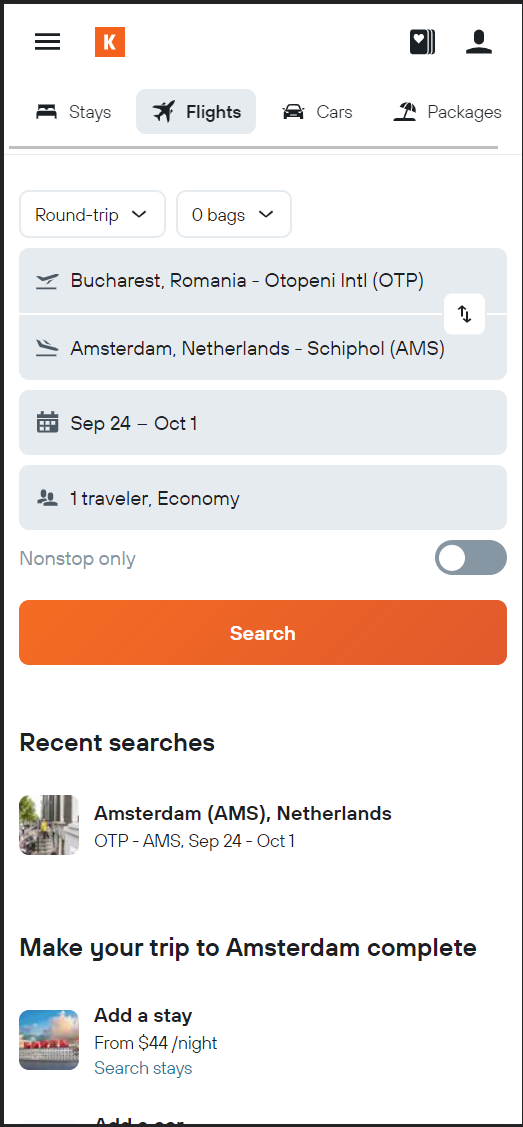 K
Stays
Flights
Cars
Packages
Round-trip
0 bags
Bucharest, Romania - Otopeni Intl (OTP)
Amsterdam, Netherlands - Schiphol (AMS)
Sep 24 – Oct 1
1 traveler, Economy
Nonstop only
Search
Recent searches
Amsterdam (AMS), Netherlands
OTP - AMS, Sep 24 - Oct 1
Make your trip to Amsterdam complete
Add a stay
From $44 /night
Search stays
Add a car